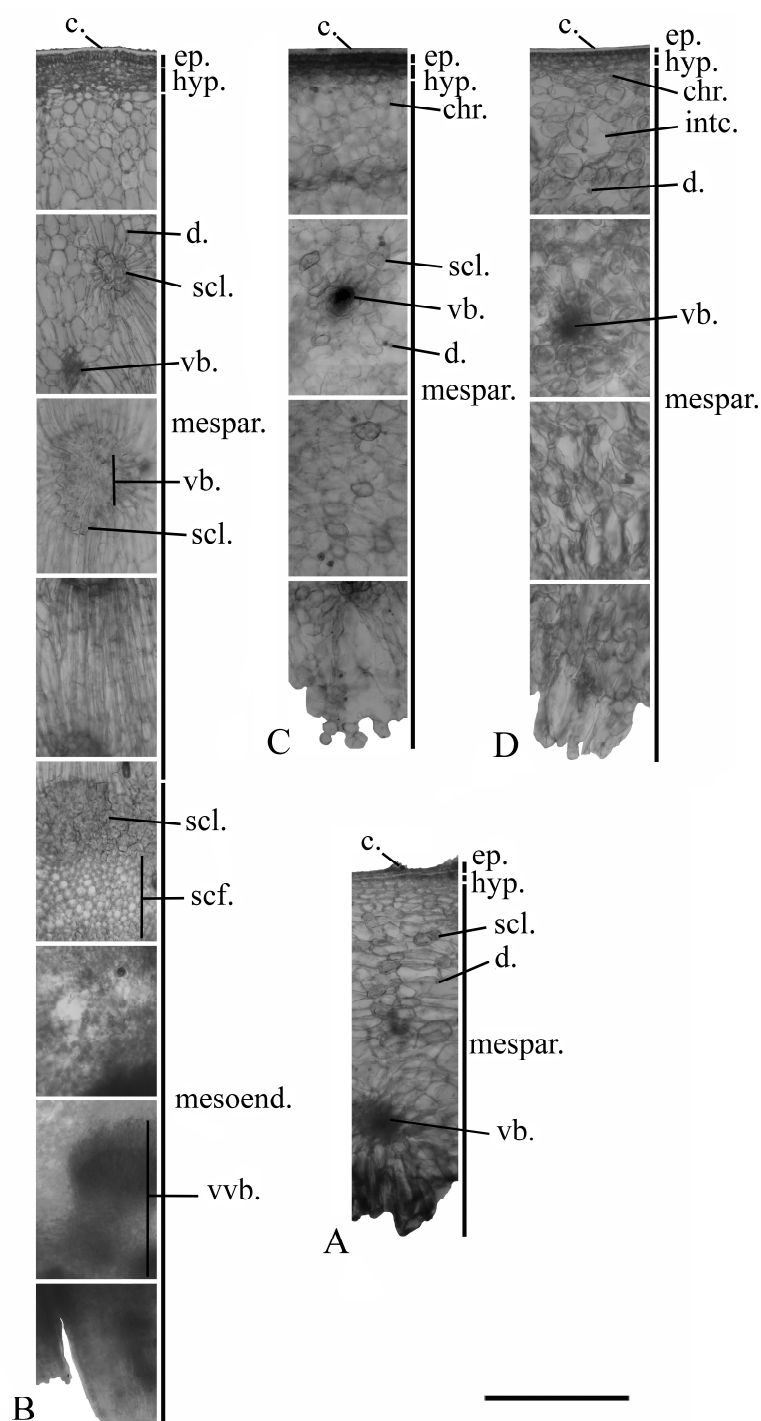 c.
ep.
hyp.
d.
scl.
vb.
mespar.
vb.
scl.
scl.
scf.
mesoend.
vvb.
B
c.
ep.
hyp.
chr.
scl.
vb.
d.
mespar.
C
c.
ep.
hyp.
chr.
intc.
d.
vb.
mespar.
D
c.
ep.
hyp.
scl.
d.
mespar.
vb.
A